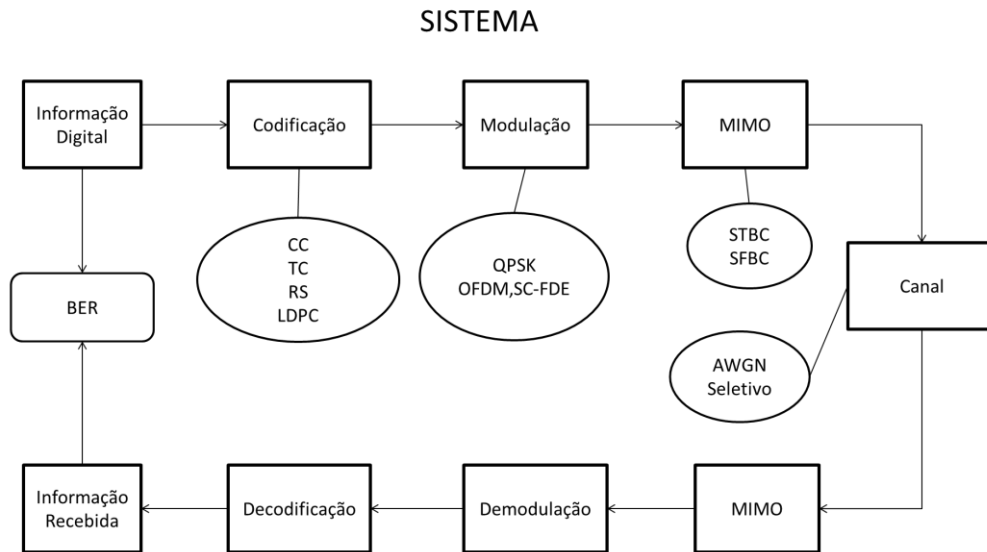 SISTEMA
Informação
Digital
Codificação
Modulação
MIMO
CC
TC
RS
LDPC
QPSK
OFDM,SC-FDE
STBC
SFBC
Canal
BER
AWGN
Seletivo
Informação
Recebida
Decodificação
Demodulação
MIMO